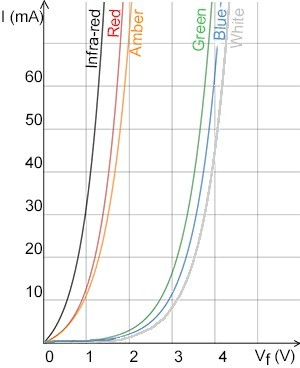 I (mA)
Infra-red
Red
Amber
Green
Blue
White
60
50
40
30
20
10
0 1 2 3 4 Vf (V)